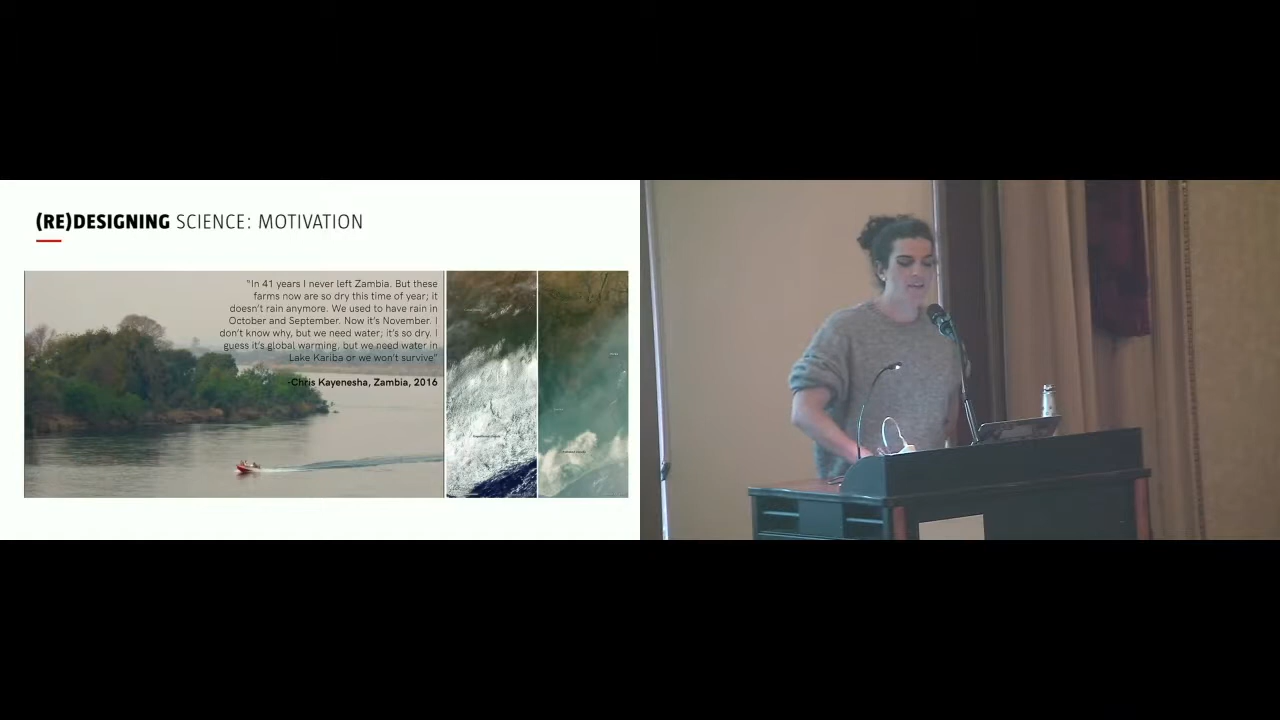 (RE)DESIGNING SCIENCE: MOTIVATION
“In 41 years I never left Zambia. But these
farms now are so dry this time of year; it
doesn’t rain anymore. We used to have rain in
October and September. Now it’s November. I
don’t know why, but we need water; it’s so dry. I
guess it’s global warming, but we need water in
Lake Kariba or we won’t survive”
-Chris Kayenesha, Zambia, 2016